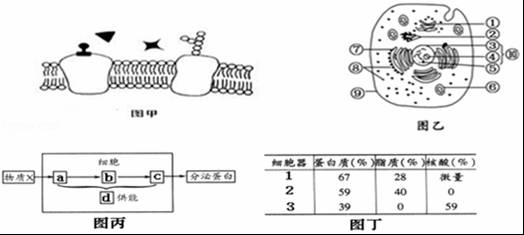 图甲
①
②
③
④
⑤
⑥
⑦
⑧
⑨
⑩
图乙
细胞
物质X
a
b
c
分泌蛋白
d 供能
图丙
细胞器 蛋白质(%) 脂质(%) 核酸(%)
1 67 28 微量
2 59 40 0
3 39 0 59
图丁